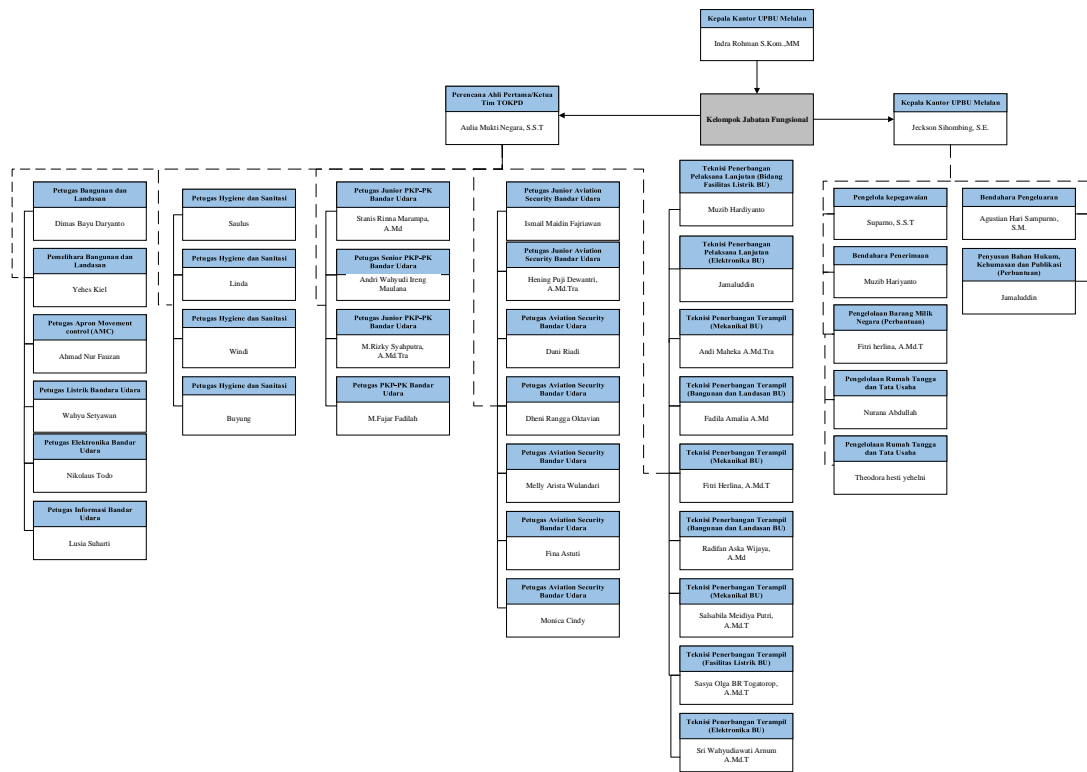 Kepala Kantor UPBU Melalan
Indra Rohman S.Kom.,MM
Perencana Ahli Pertama/Ketua
Tim TOKPD
Aulia Mukti Negara, S.S.T
Kelompok Jabatan Fungsional
Kepala Kantor UPBU Melalan
Jeckson Sihombing, S.E.
Petugas Bangunan dan
Landasan
Dimas Bayu Daryanto
Pemelihara Bangunan dan
Landasan
Yehes Kiel
Petugas Apron Movement
control (AMC)
Ahmad Nur Fauzan
Petugas Listrik Bandara Udara
Wahyu Setyawan
Petugas Elektronika Bandar
Udara
Nikolaus Todo
Petugas Informasi Bandar
Udara
Lusia Suharti
Petugas Hygiene dan Sanitasi
Saulus
Petugas Hygiene dan Sanitasi
Linda
Petugas Hygiene dan Sanitasi
Windi
Petugas Hygiene dan Sanitasi
Buyung
Petugas Junior PKP-PK
Bandar Udara
Stanis Rinna Marampa,
A.Md
Petugas Senior PKP-PK
Bandar Udara
Andri Wahyudi Ireng
Maulana
Petugas Junior PKP-PK
Bandar Udara
M.Rizky Syahputra,
A.Md.Tra
Petugas PKP-PK Bandar
Udara
M.Fajar Fadilah
Petugas Junior Aviation
Security Bandar Udara
Ismail Maidin Fajriawan
Petugas Junior Aviation
Security Bandar Udara
Hening Puji Dewantri,
A.Md.Tra
Petugas Aviation Security
Bandar Udara
Dani Riadi
Petugas Aviation Security
Bandar Udara
Dheni Rangga Oktavian
Petugas Aviation Security
Bandar Udara
Melly Arista Wulandari
Petugas Aviation Security
Bandar Udara
Fina Astuti
Petugas Aviation Security
Bandar Udara
Monica Cindy
Teknisi Penerbangan
Pelaksana Lanjutan (Bidang
Fasilitas Listrik BU)
Muzib Hardiyanto
Teknisi Penerbangan
Pelaksana Lanjutan
(Elektronika BU)
Jamaluddin
Teknisi Penerbangan Terampil
(Mekanikal BU)
Andi Maheka A.Md.Tra
Teknisi Penerbangan Terampil
(Bangunan dan Landasan BU)
Fadila Amalia A.Md
Teknisi Penerbangan Terampil
(Mekanikal BU)
Fitri Herlina, A.Md.T
Teknisi Penerbangan Terampil
(Bangunan dan Landasan BU)
Radifan Aska Wijaya,
A.Md
Teknisi Penerbangan Terampil
(Mekanikal BU)
Salsabila Meidiya Putri,
A.Md.T
Teknisi Penerbangan Terampil
(Fasilitas Listrik BU)
Sasya Olga BR Togatorop,
A.Md.T
Teknisi Penerbangan Terampil
(Elektronika BU)
Sri Wahyudiawati Arnum
A.Md.T
Pengelola kepegawaian
Suparno, S.S.T
Bendahara Penerimaan
Muzib Hariyanto
Pengelolaan Barang Milik
Negara (Perbantuan)
Fitri herlina, A.Md.T
Pengelolaan Rumah Tangga
dan Tata Usaha
Nurana Abdullah
Pengelolaan Rumah Tangga
dan Tata Usaha
Theodora hesti yehelni
Bendahara Pengeluaran
Agustian Hari Sampurno,
S.M.
Penyusun Bahan Hukum,
Kehumasan dan Publikasi
(Perbantuan)
Jamaluddin